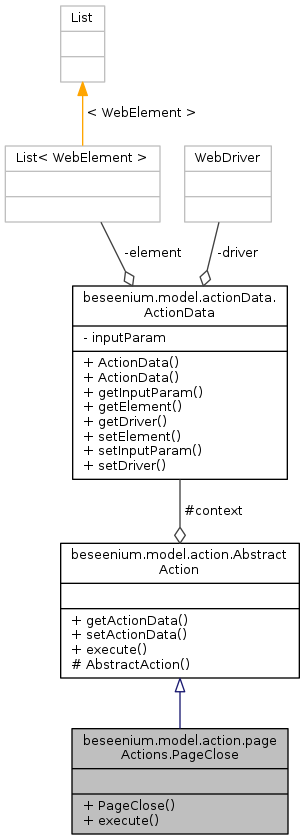 List
< WebElement >
List< WebElement >
WebDriver
-element
-driver
beseenium.model.actionData.
ActionData
- inputParam
+ ActionData()
+ ActionData()
+ getInputParam()
+ getElement()
+ getDriver()
+ setElement()
+ setInputParam()
+ setDriver()
#context
beseenium.model.action.Abstract
Action
+ getActionData()
+ setActionData()
+ execute()
# AbstractAction()
beseenium.model.action.page
Actions.PageClose
+ PageClose()
+ execute()